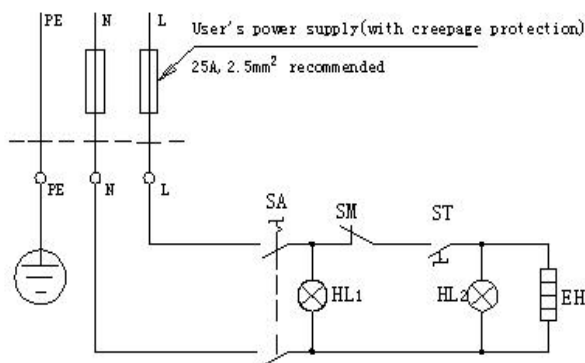 PE N L
User's power supply(with creepage protection)
25A, 2.5mm² recommended
PE N L
SA SM ST
HL1 HL2 EH